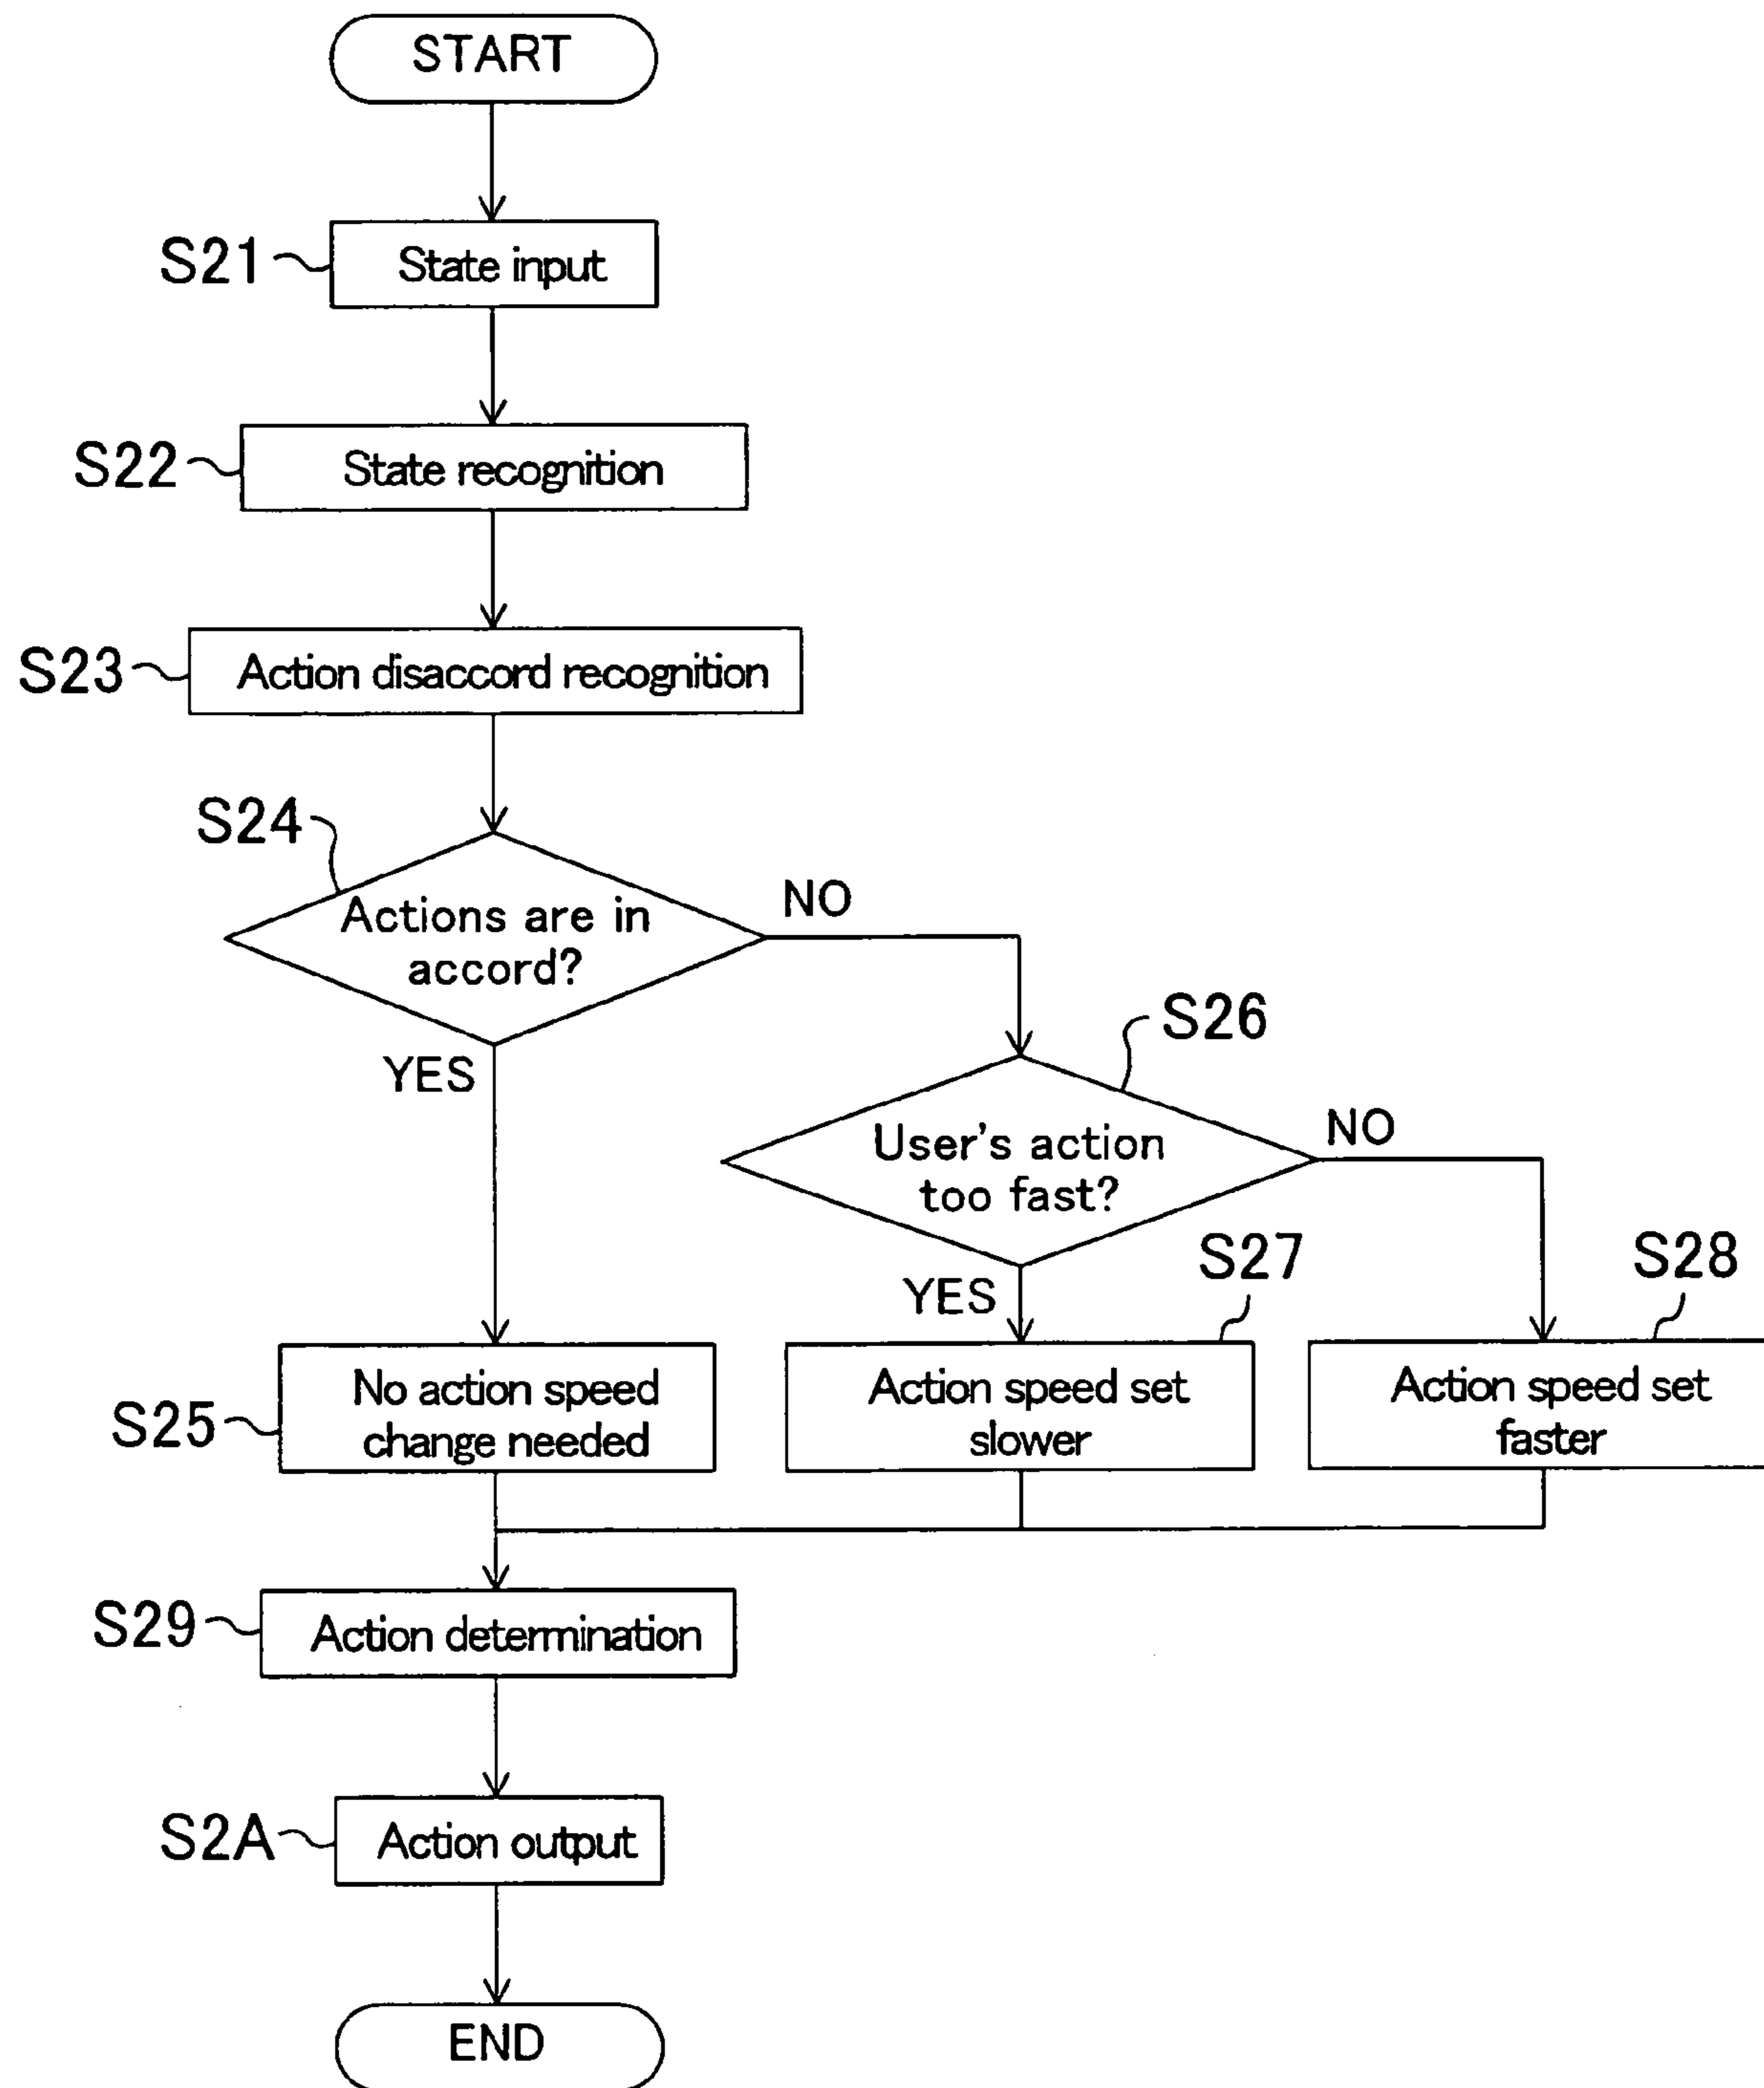 START
S21
State input
S22
State recognition
S23
Action disaccord recognition
S24
Actions are in
accord?
NO
YES
S26
User's action
too fast?
NO
YES
S27
S28
S25
No action speed
change needed
Action speed set
slower
Action speed set
faster
S29
Action determination
S2A
Action output
END